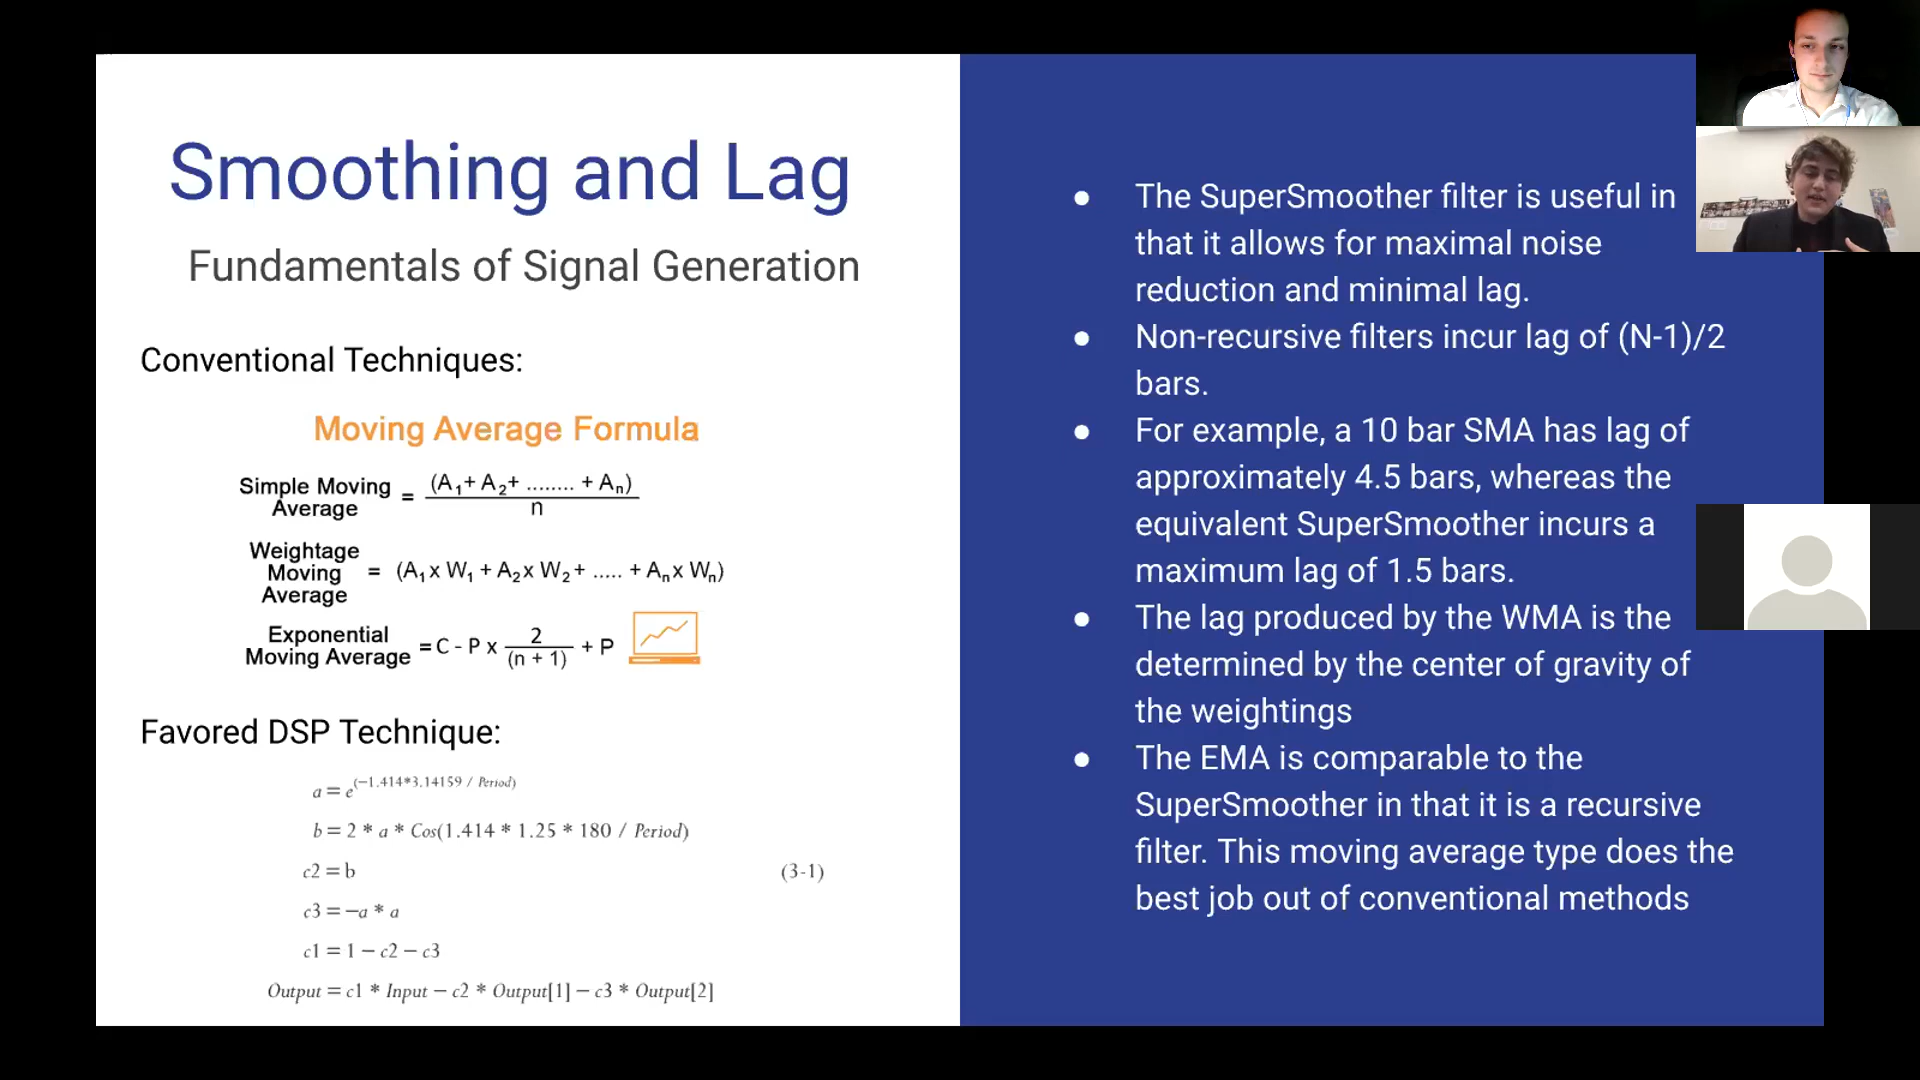 Smoothing and Lag
Fundamentals of Signal Generation
Conventional Techniques:
Moving Average Formula
Simple Moving Average = (A1+ A2+ ........ + An) / n
Weightage Moving Average = (A1 x W1 + A2 x W2 + ..... + An x Wn)
Exponential Moving Average = C - P x 2 / (n + 1) + P
Favored DSP Technique:
a = e^(−1.414*3.14159 / Period)
b = 2 * a * Cos(1.414 * 1.25 * 180 / Period)
c2 = b (3-1)
c3 = −a * a
c1 = 1 − c2 − c3
Output = c1 * Input − c2 * Output[1] − c3 * Output[2]
● The SuperSmoother filter is useful in
that it allows for maximal noise
reduction and minimal lag.
● Non-recursive filters incur lag of (N-1)/2
bars.
● For example, a 10 bar SMA has lag of
approximately 4.5 bars, whereas the
equivalent SuperSmoother incurs a
maximum lag of 1.5 bars.
● The lag produced by the WMA is the
determined by the center of gravity of
the weightings
● The EMA is comparable to the
SuperSmoother in that it is a recursive
filter. This moving average type does the
best job out of conventional methods